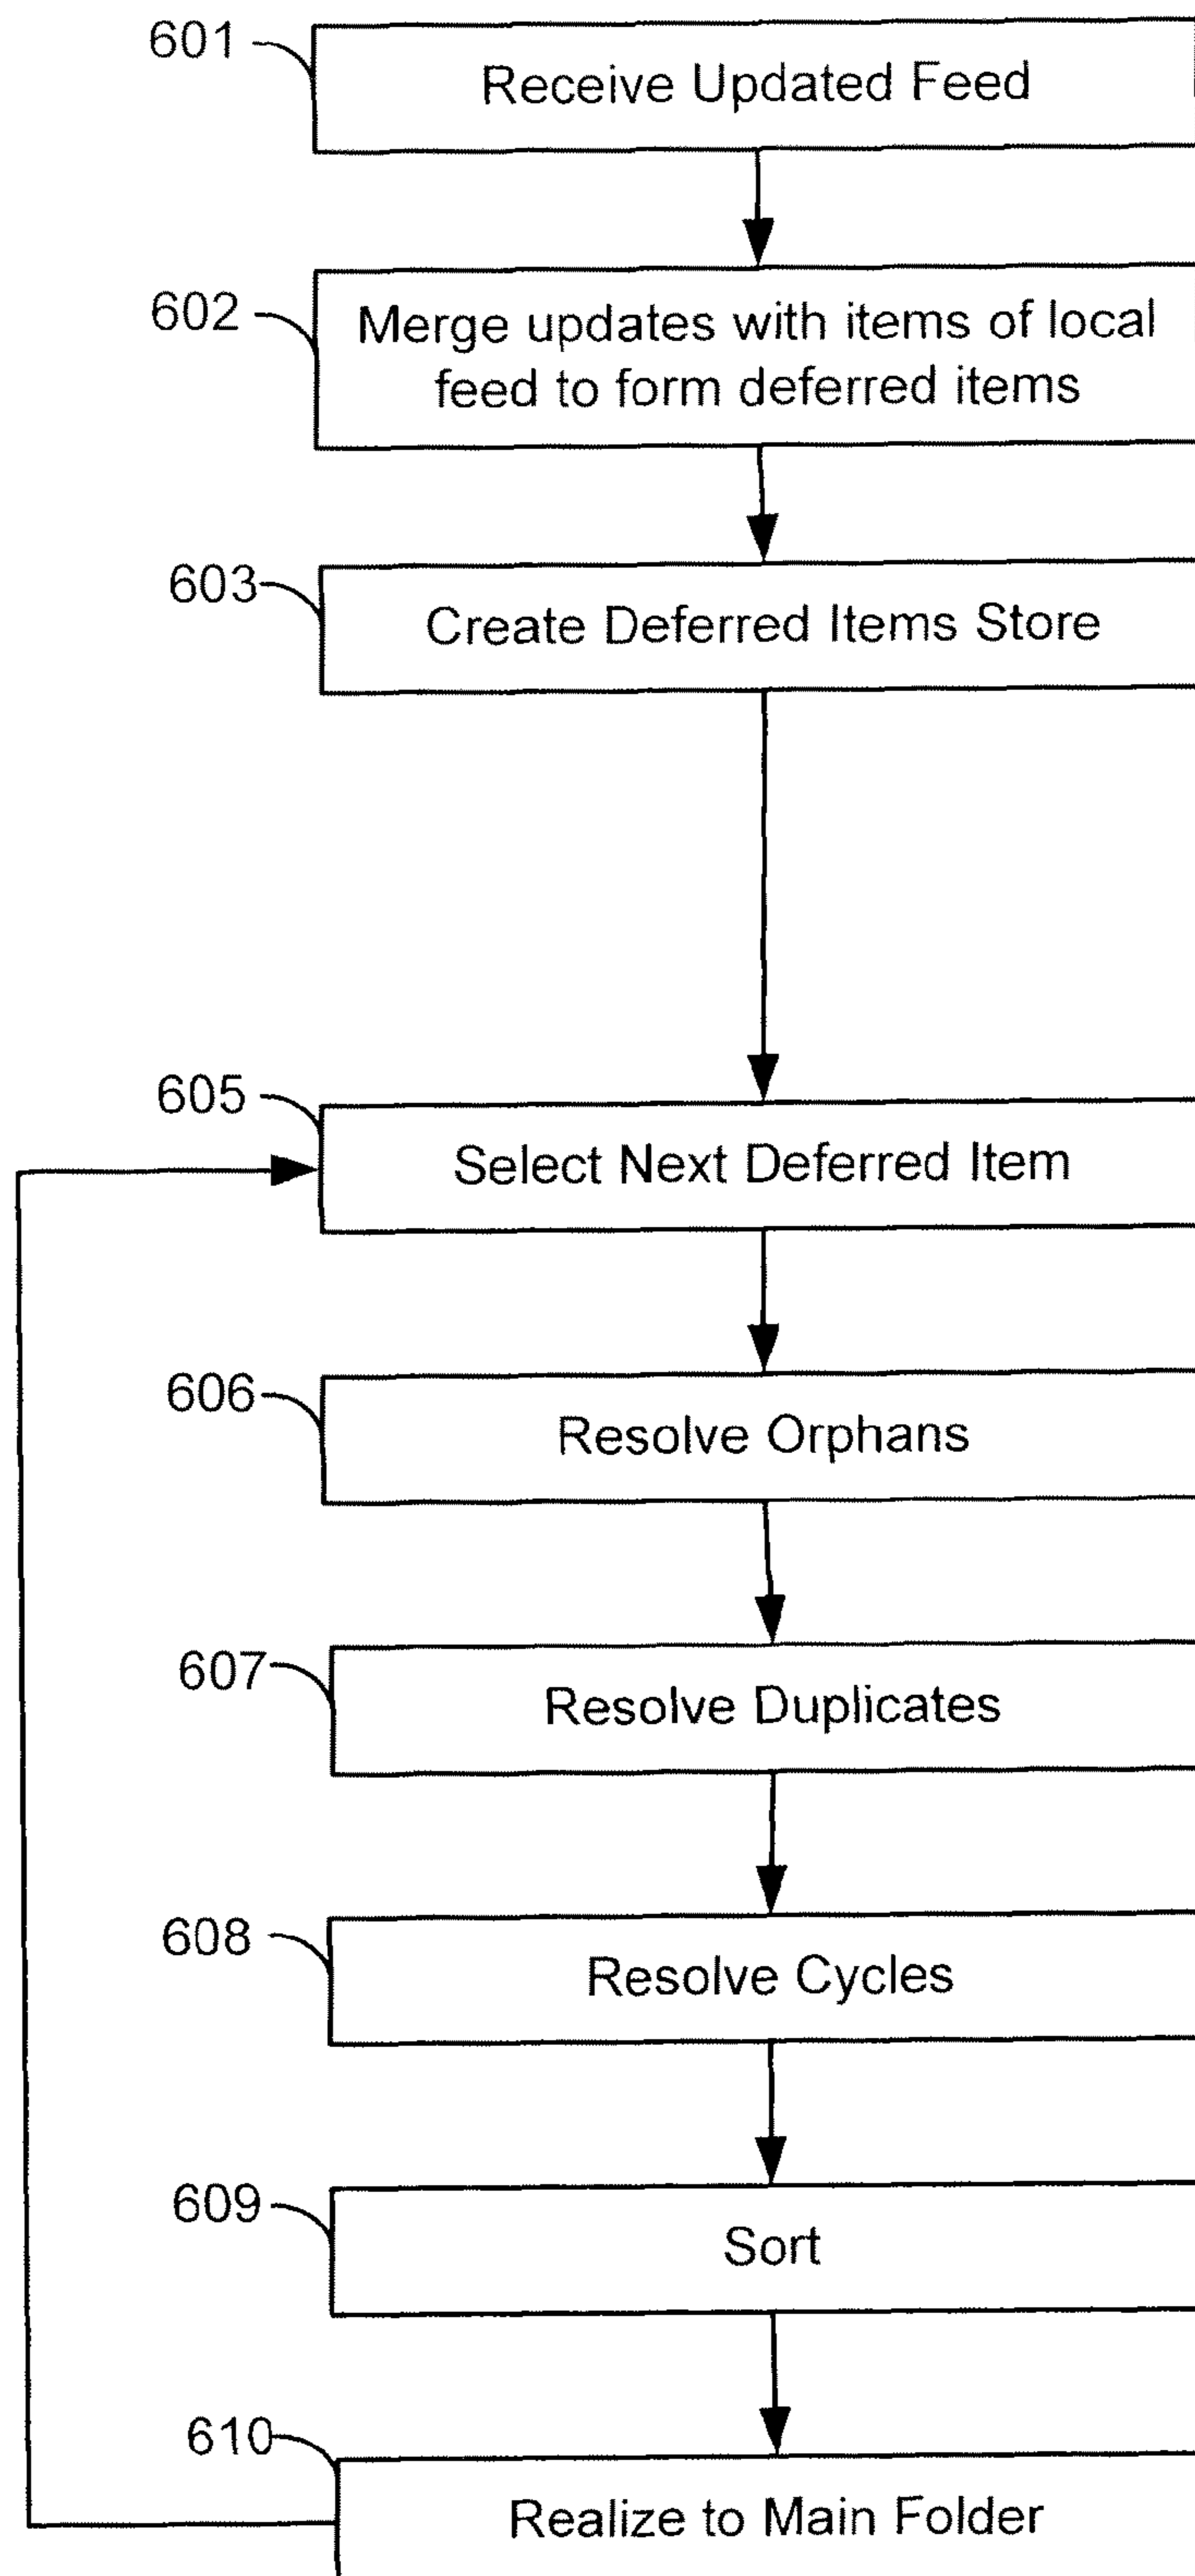 601
Receive Updated Feed
602
Merge updates with items of local
feed to form deferred items
603
Create Deferred Items Store
605
Select Next Deferred Item
606
Resolve Orphans
607
Resolve Duplicates
608
Resolve Cycles
609
Sort
610
Realize to Main Folder